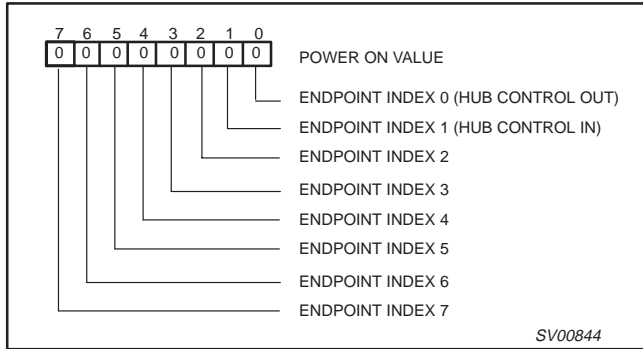 7 6 5 4 3 2 1 0
0 0 0 0 0 0 0 0 POWER ON VALUE
ENDPOINT INDEX 0 (HUB CONTROL OUT)
ENDPOINT INDEX 1 (HUB CONTROL IN)
ENDPOINT INDEX 2
ENDPOINT INDEX 3
ENDPOINT INDEX 4
ENDPOINT INDEX 5
ENDPOINT INDEX 6
ENDPOINT INDEX 7
SV00844